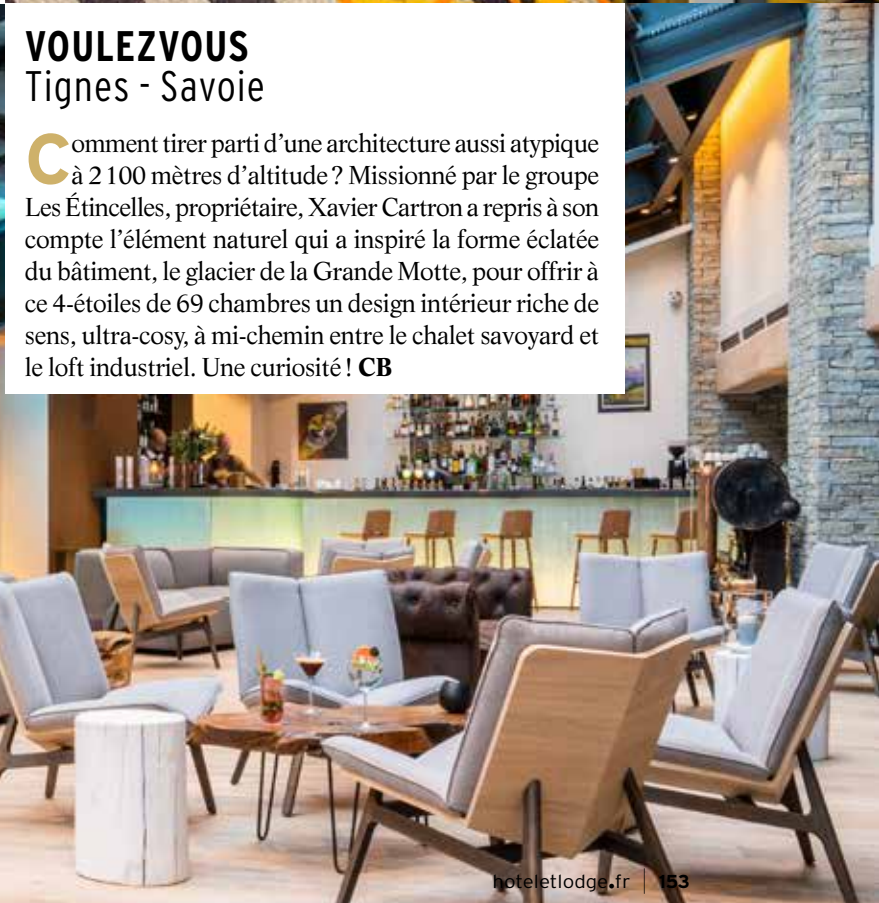 VOULEZVOUS
Tignes - Savoie
Comment tirer parti d’une architecture aussi atypique
à 2 100 mètres d’altitude ? Missionné par le groupe
Les Étincelles, propriétaire, Xavier Cartron a repris à son
compte l’élément naturel qui a inspiré la forme éclatée
du bâtiment, le glacier de la Grande Motte, pour offrir à
ce 4-étoiles de 69 chambres un design intérieur riche de
sens, ultra-cosy, à mi-chemin entre le chalet savoyard et
le loft industriel. Une curiosité ! CB
hoteletlodge.fr | 153